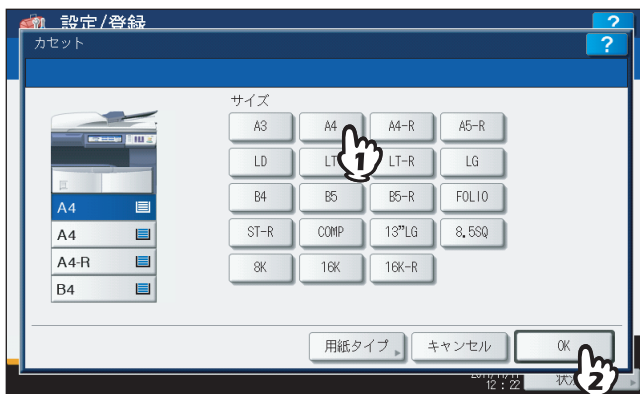 設定/登録 ?
カセット ?
サイズ
A3 A4 A4-R A5-R
LD LT LT-R LG
B4 B5 B5-R FOLIO
ST-R COMP 13"LG 8.5SQ
8K 16K 16K-R
A4
A4
A4-R
B4
1
用紙タイプ キャンセル OK
12:22
2